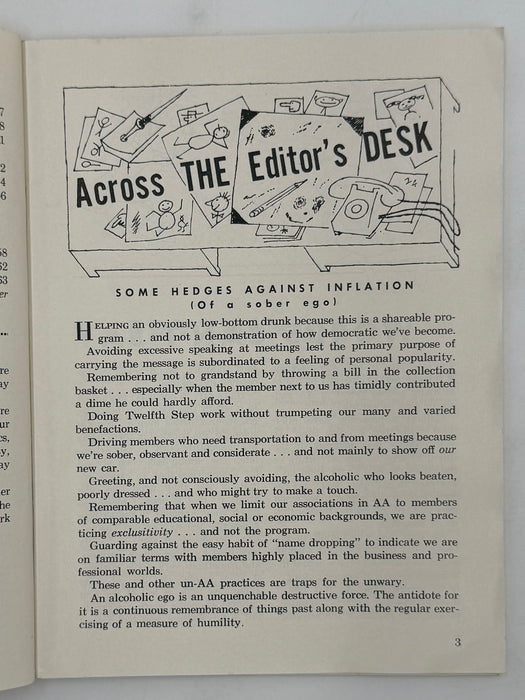 Across THE Editor's DESK
SOME HEDGES AGAINST INFLATION
(Of a sober ego)
HELPING an obviously low-bottom drunk because this is a shareable pro-
gram . . . and not a demonstration of how democratic we've become.
Avoiding excessive speaking at meetings lest the primary purpose of
carrying the message is subordinated to a feeling of personal popularity.
Remembering not to grandstand by throwing a bill in the collection
basket . . . especially when the member next to us has timidly contributed
a dime he could hardly afford.
Doing Twelfth Step work without trumpeting our many and varied
benefactions.
Driving members who need transportation to and from meetings because
we're sober, observant and considerate . . . and not mainly to show off our
new car.
Greeting, and not consciously avoiding, the alcoholic who looks beaten,
poorly dressed . . . and who might try to make a touch.
Remembering that when we limit our associations in AA to members
of comparable educational, social or economic backgrounds, we are prac-
ticing exclusitivity . . . and not the program.
Guarding against the easy habit of "name dropping" to indicate we are
on familiar terms with members highly placed in the business and pro-
fessional worlds.
These and other un-AA practices are traps for the unwary.
An alcoholic ego is an unquenchable destructive force. The antidote for
it is a continuous remembrance of things past along with the regular exer-
cising of a measure of humility.
3